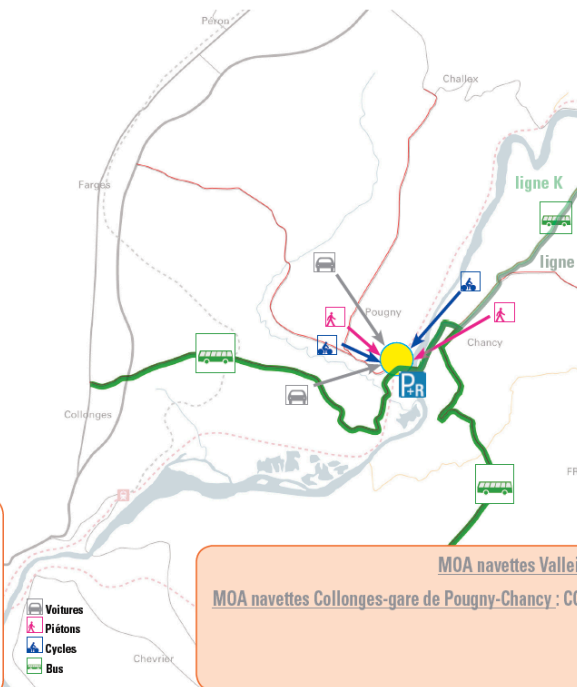 Péron
Challex
Farges
ligne K
ligne
Pougny
Chancy
P+R
Collonges
FR
MOA navettes Vallei
MOA navettes Collonges-gare de Pougny-Chancy : CO
Voitures
Piétons
Cycles
Bus
Chevrier